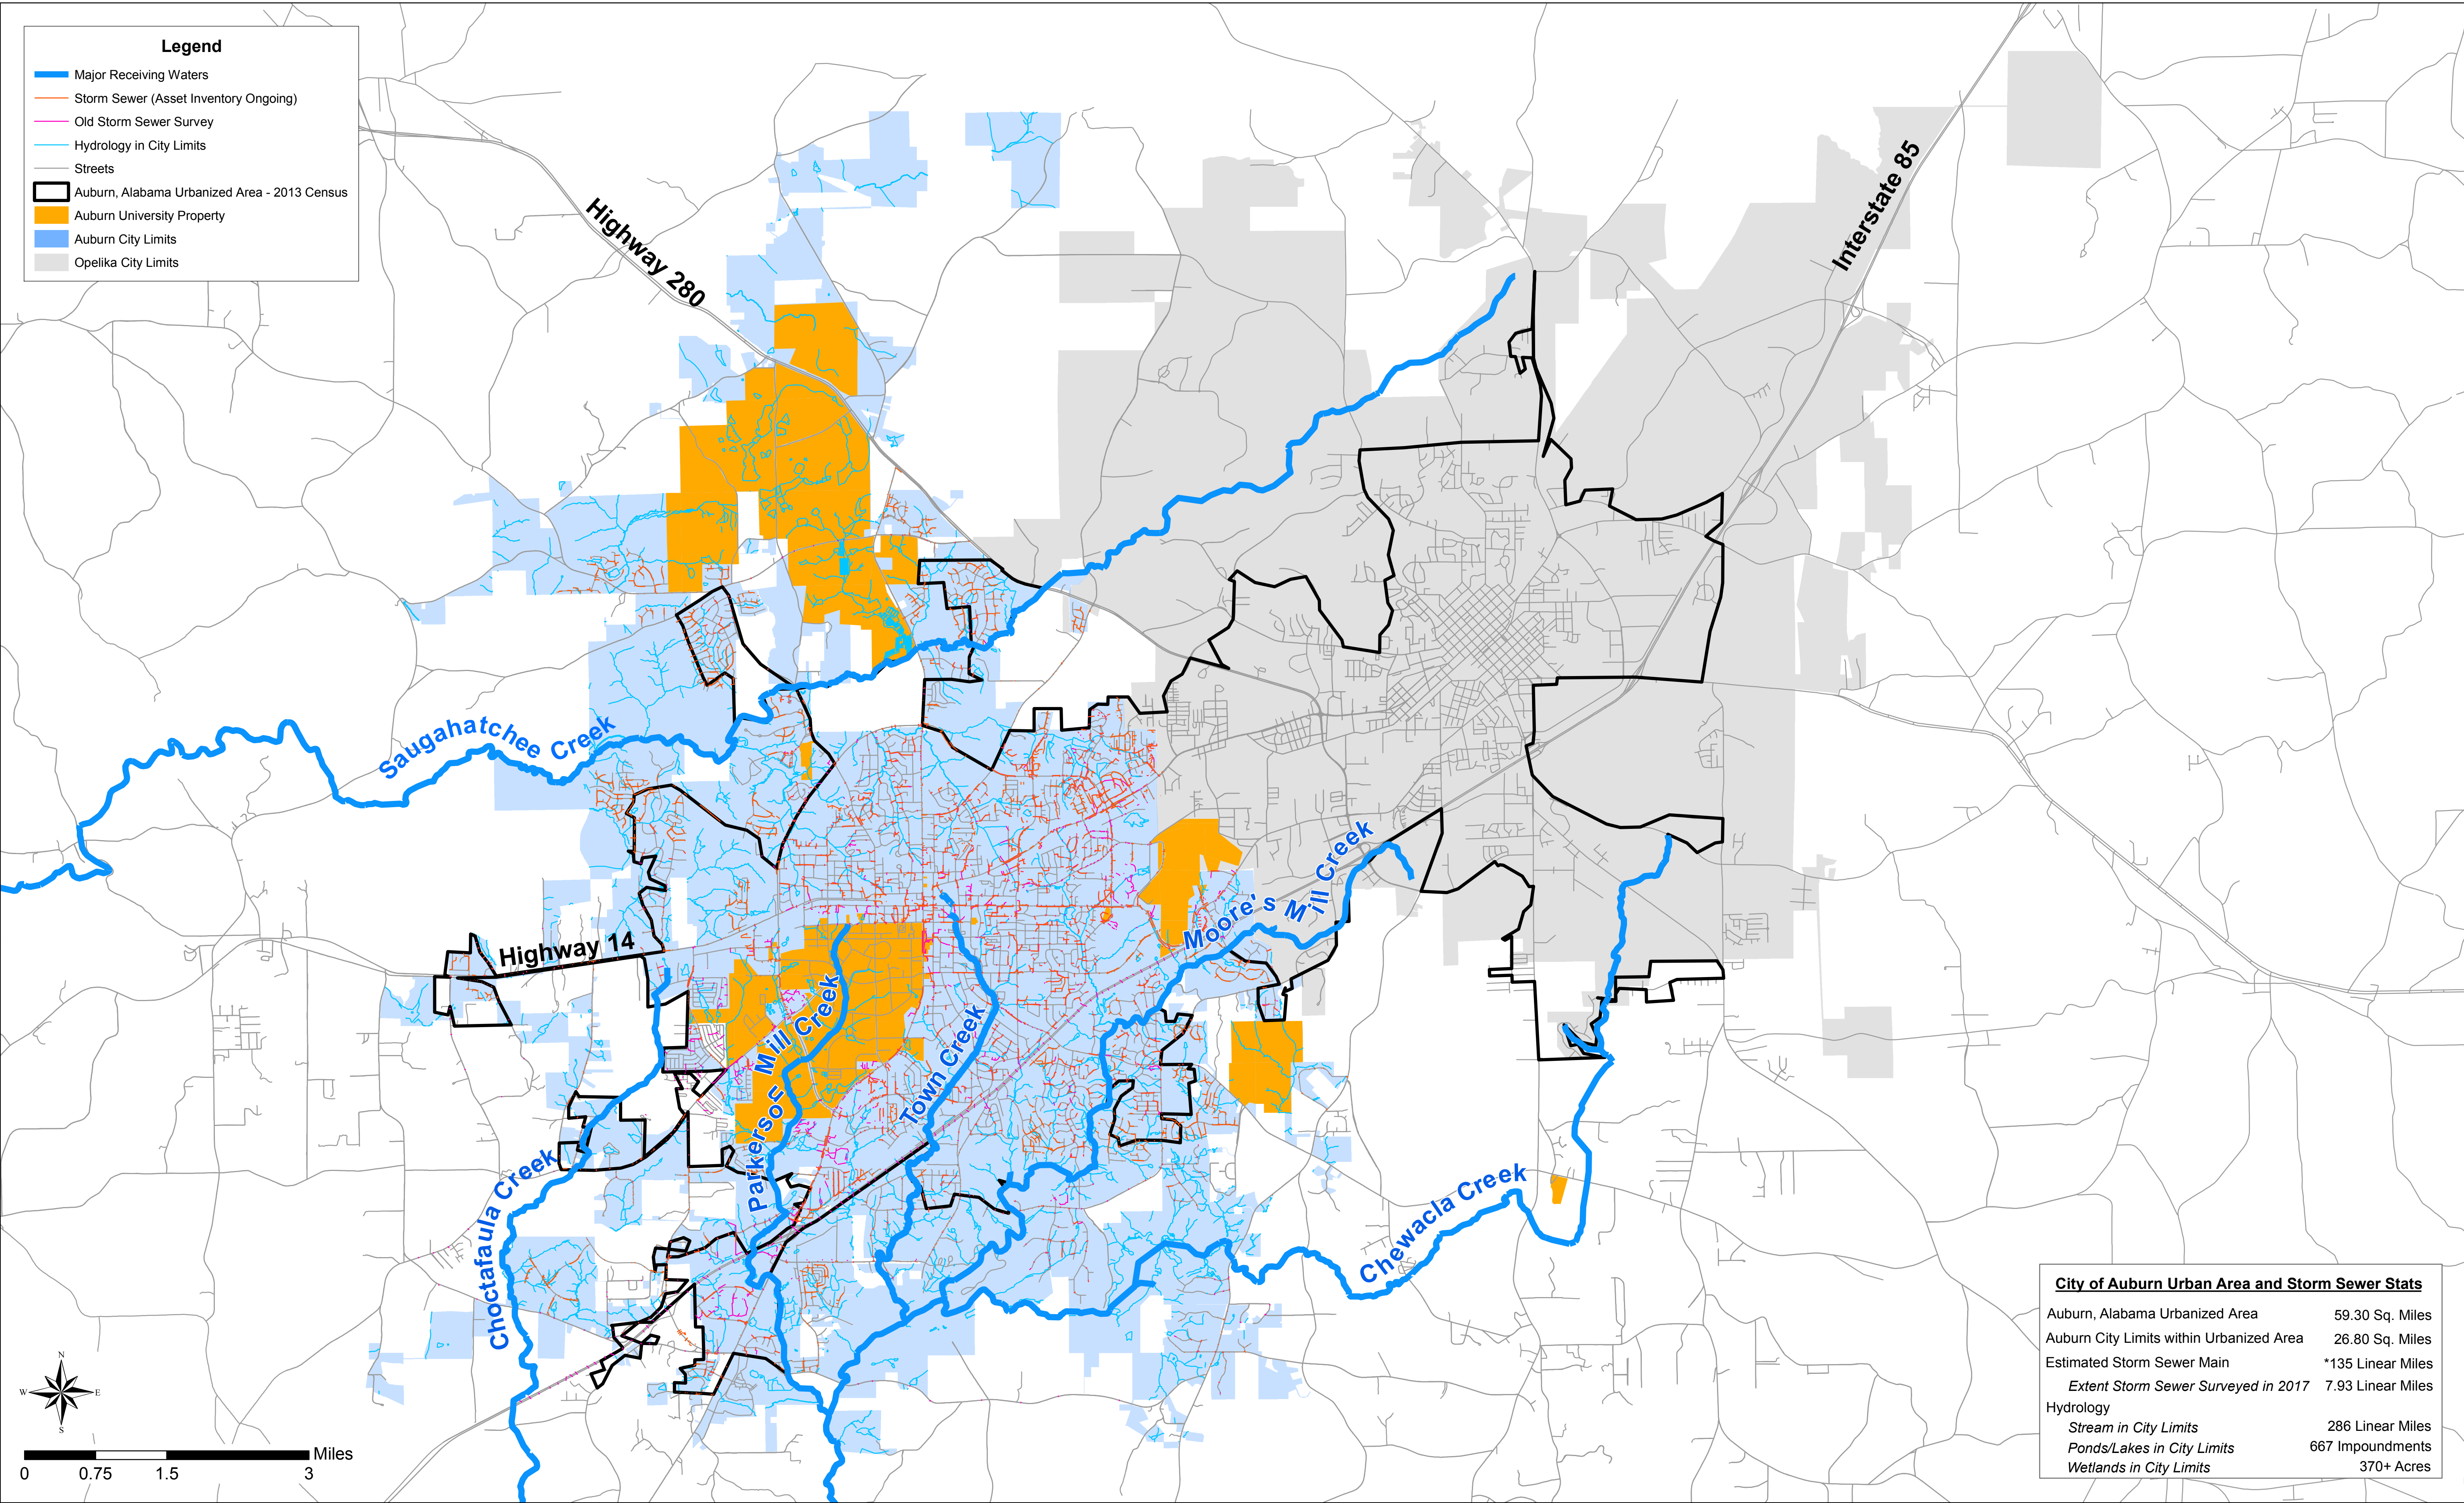 Legend
Major Receiving Waters
Storm Sewer (Asset Inventory Ongoing)
Old Storm Sewer Survey
Hydrology in City Limits
Streets
Auburn, Alabama Urbanized Area - 2013 Census
Auburn University Property
Auburn City Limits
Opelika City Limits
Highway 280
Interstate 85
Saugahatchee Creek
Moore's Mill Creek
Highway 14
Parkerson Mill Creek
Town Creek
Choctafaula Creek
Chewacla Creek
N
W E
S
Miles
0 0.75 1.5 3
City of Auburn Urban Area and Storm Sewer Stats
Auburn, Alabama Urbanized Area 59.30 Sq. Miles
Auburn City Limits within Urbanized Area 26.80 Sq. Miles
Estimated Storm Sewer Main *135 Linear Miles
Extent Storm Sewer Surveyed in 2017 7.93 Linear Miles
Hydrology
Stream in City Limits 286 Linear Miles
Ponds/Lakes in City Limits 667 Impoundments
Wetlands in City Limits 370+ Acres